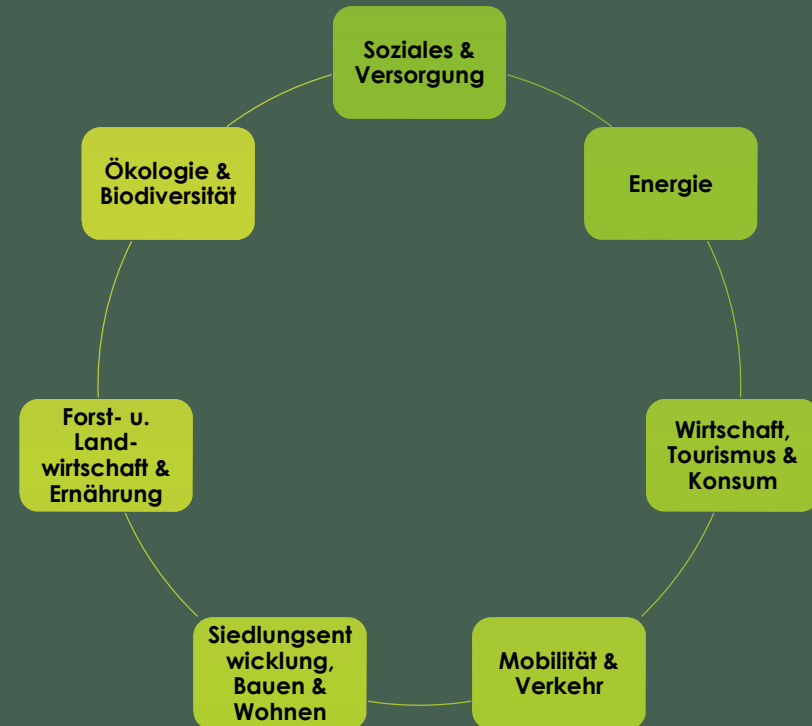 Soziales &
Versorgung
Energie
Wirtschaft,
Tourismus &
Konsum
Mobilität &
Verkehr
Siedlungsent
wicklung,
Bauen &
Wohnen
Forst- u.
Land-
wirtschaft &
Ernährung
Ökologie &
Biodiversität